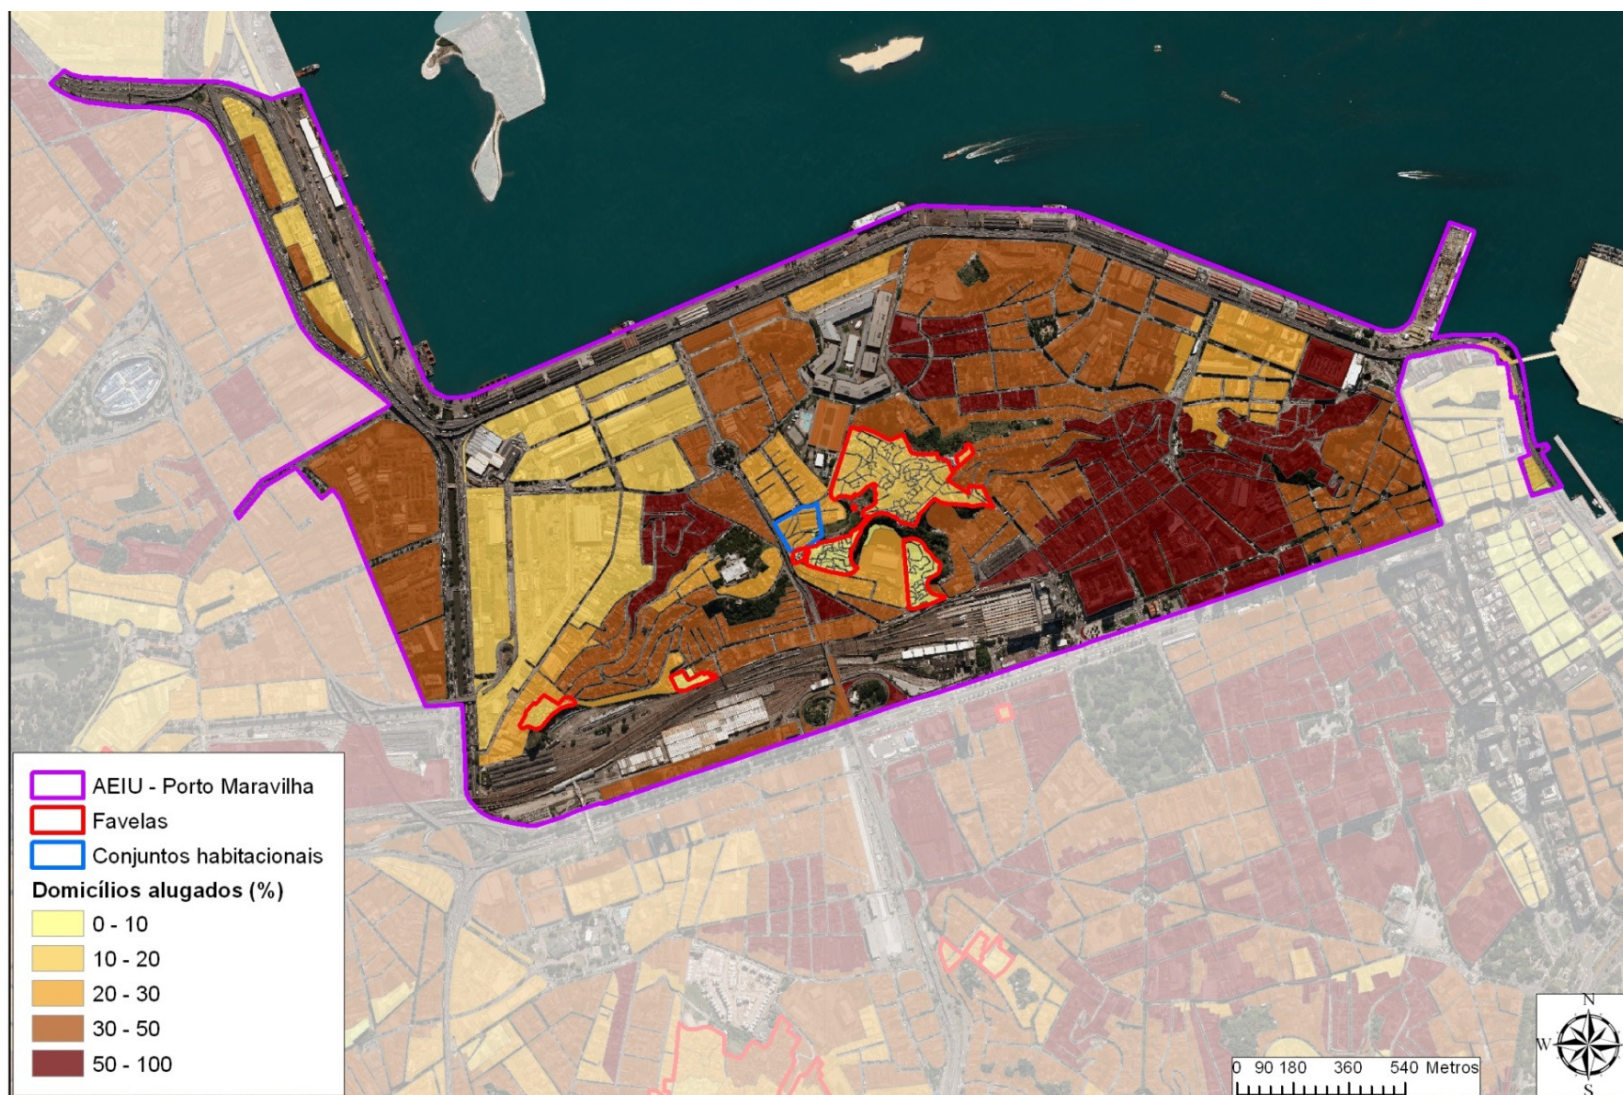 AEIU - Porto Maravilha
Favelas
Conjuntos habitacionais
Domicílios alugados (%)
0 - 10
10 - 20
20 - 30
30 - 50
50 - 100
0 90 180 360 540 Metros
N
W E
S